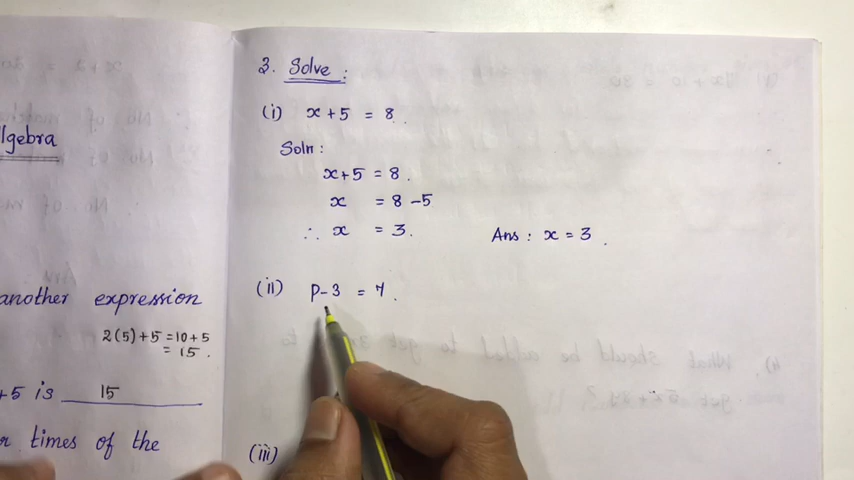 lgebra
another expression
2(5)+5 = 10+5
= 15.
+5 is 15
times of the
3. Solve :
(i) x+5 = 8.
Soln :
x+5 = 8.
x = 8-5
∴ x = 3.
Ans : x = 3.
(ii) p-3 = 7.
(iii)